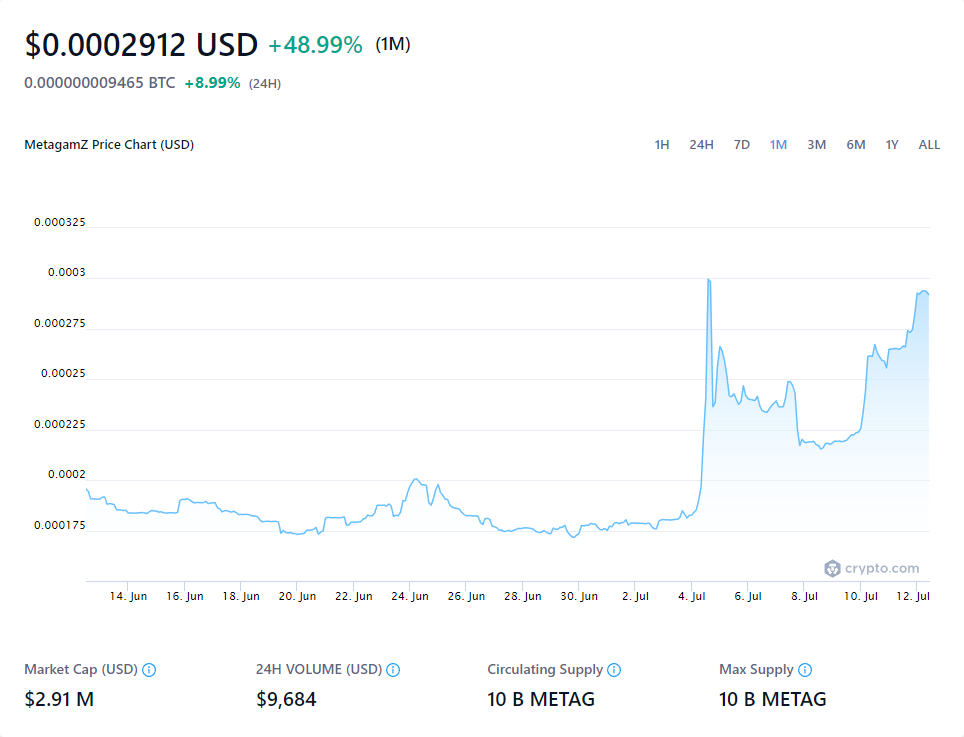 $0.0002912 USD +48.99% (1M)
0.000000009465 BTC +8.99% (24H)
MetagamZ Price Chart (USD) 1H 24H 7D 1M 3M 6M 1Y ALL
0.000325
0.0003
0.000275
0.00025
0.000225
0.0002
0.000175
crypto.com
14. Jun 16. Jun 18. Jun 20. Jun 22. Jun 24. Jun 26. Jun 28. Jun 30. Jun 2. Jul 4. Jul 6. Jul 8. Jul 10. Jul 12. Jul
Market Cap (USD) 24H VOLUME (USD) Circulating Supply Max Supply
$2.91 M $9,684 10 B METAG 10 B METAG